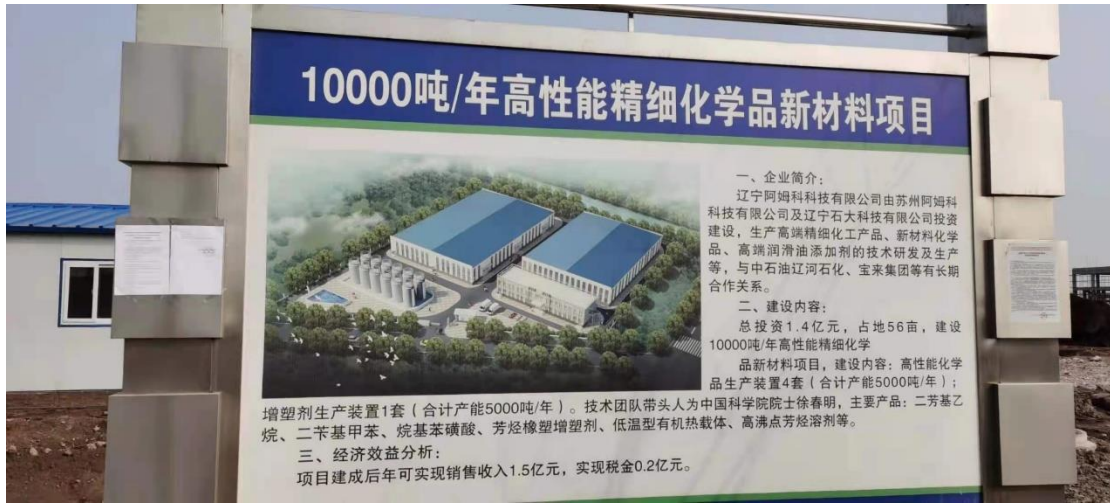 10000吨/年高性能精细化学品新材料项目
一、企业简介：
辽宁阿姆科科技有限公司由苏州阿姆科
科技有限公司及辽宁石大科技有限公司投资
建设，生产高端精细化工产品、新材料化学
品、高端润滑油添加剂的技术研发及生产
等，与中石油辽河石化、宝来集团等有长期
合作关系。
二、建设内容：
总投资1.4亿元，占地56亩，建设
10000吨/年高性能精细化学
品新材料项目，建设内容：高性能化学
品生产装置4套（合计产能5000吨/年）；
增塑剂生产装置1套（合计产能5000吨/年）。技术团队带头人为中国科学院院士徐春明，主要产品：二芳基乙
烷、二苄基甲苯、烷基苯磺酸、芳烃橡塑增塑剂、低温型有机热载体、高沸点芳烃溶剂等。
三、经济效益分析：
项目建成后年可实现销售收入1.5亿元，实现税金0.2亿元。